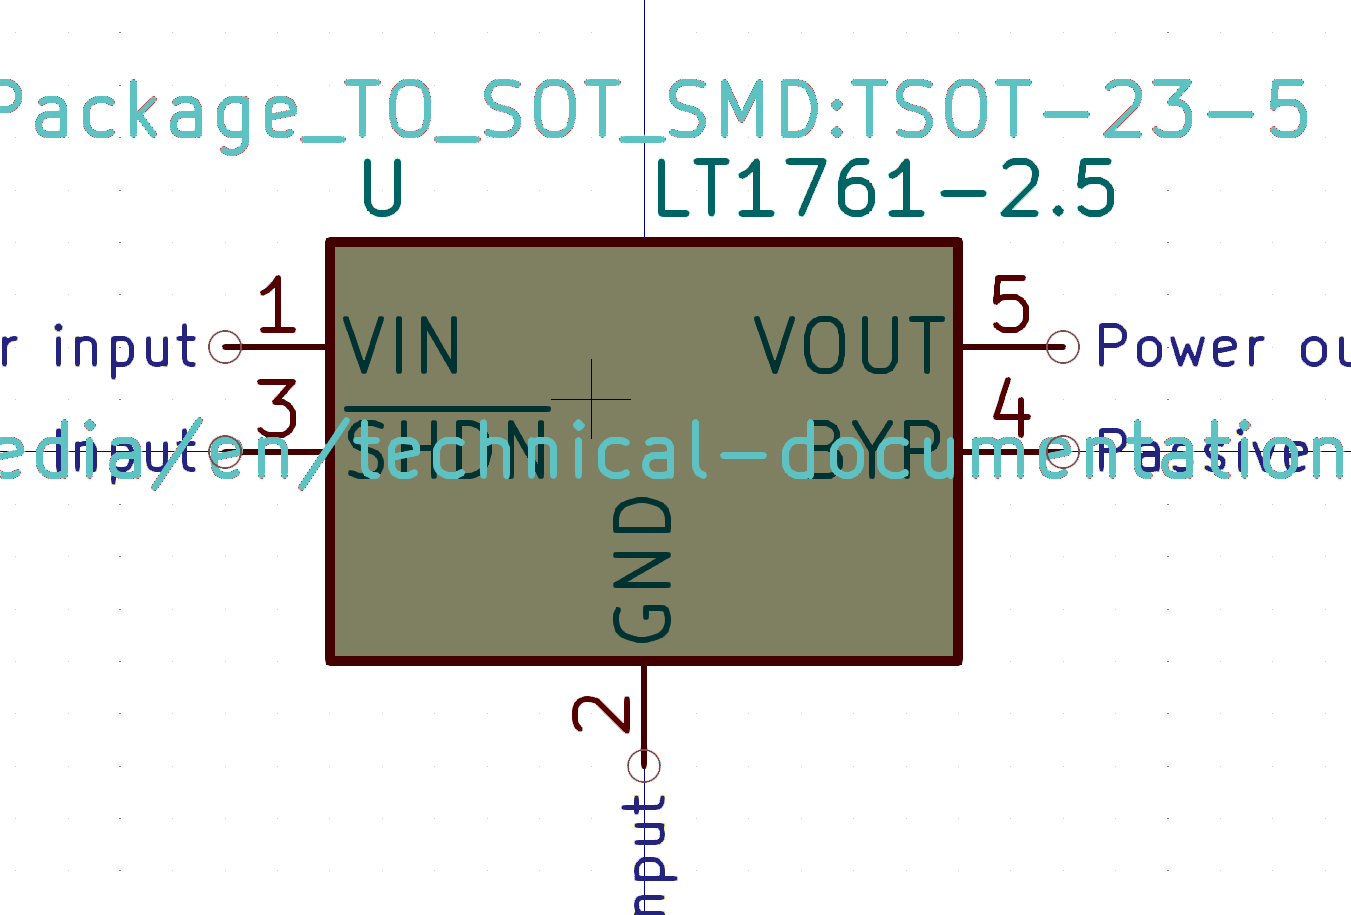 Package_TO_SOT_SMD:TSOT-23-5
U LT1761-2.5
1 5
r input VIN VOUT Power ou
3 4
Input SHDN BYP Passive
edia/en/technical-documentation
GND
2
nput